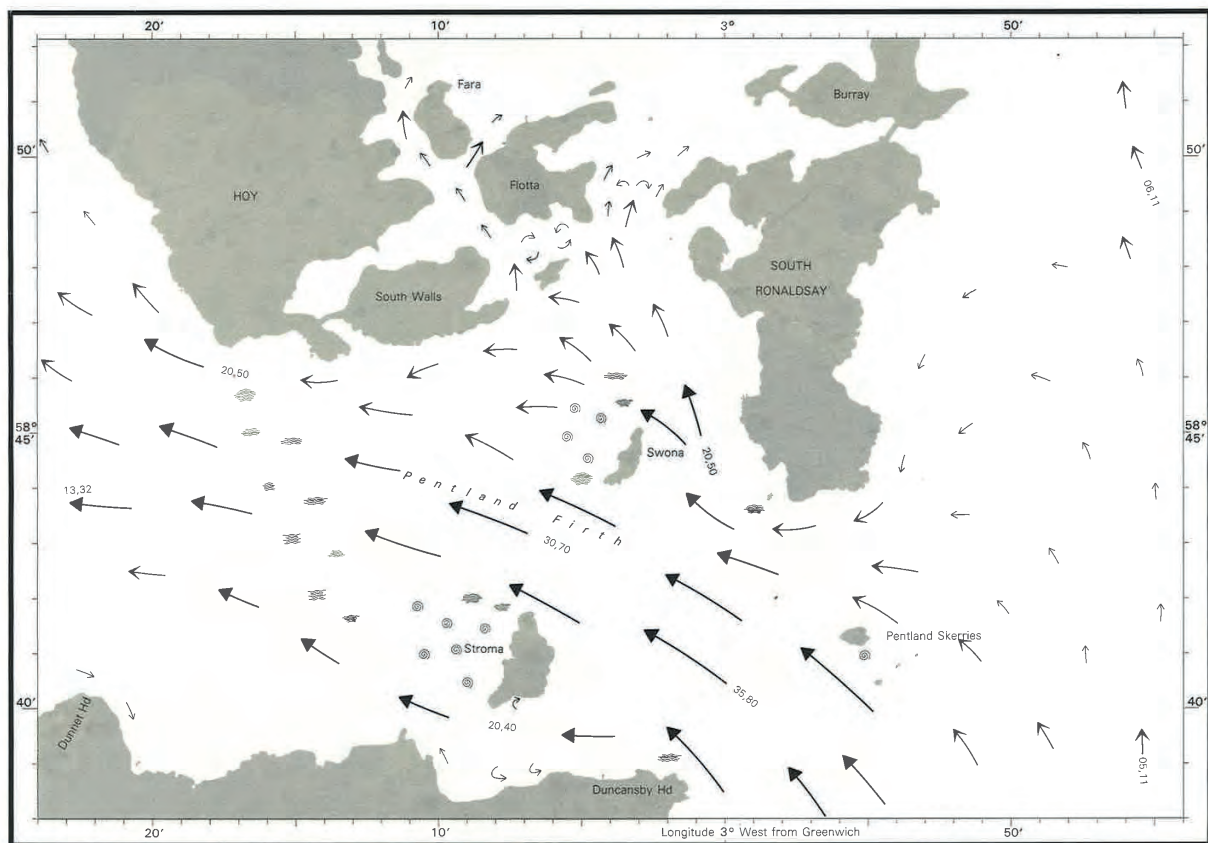 20' 10' 3° 50'
Fara
Burray
50' 50'
06,11
Flotta
HOY
SOUTH
RONALDSAY
South Walls
20,50
58° 58°
45' 45'
Swona
20,50
Pentland
Firth
13,32
30,70
Pentland Skerries
Stroma
35,80
40' 40'
Dunnet Hd
20,40
05,11
Duncansby Hd
20' 10' Longitude 3° West from Greenwich 50'